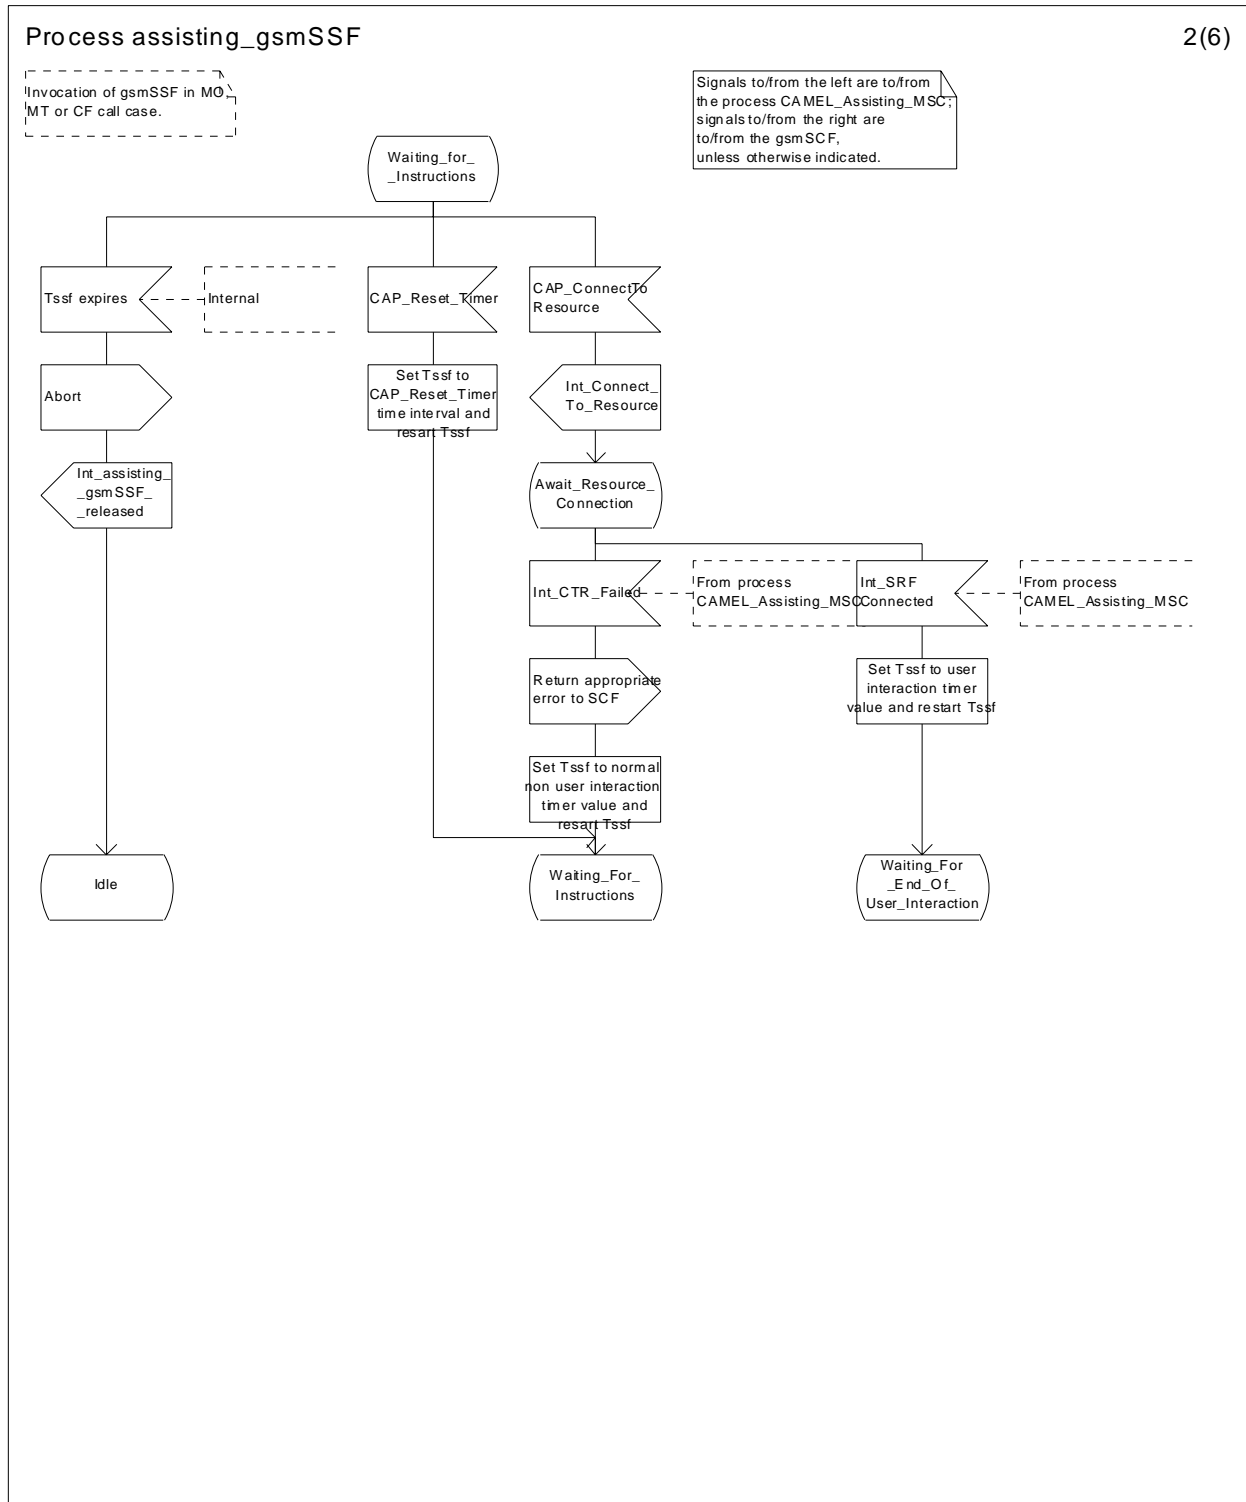 Process assisting_gsmSSF
2(6)
Invocation of gsmSSF in MO,
MT or CF call case.
Signals to/from the left are to/from
the process CAMEL_Assisting_MSC;
signals to/from the right are
to/from the gsmSCF,
unless otherwise indicated.
Waiting_for_
_Instructions
Tssf expires
Internal
CAP_Reset_Timer
CAP_ConnectTo
Resource
Abort
Set Tssf to
CAP_Reset_Timer
time interval and
resart Tssf
Int_Connect_
To_Resource
Int_assisting_
_gsmSSF_
_released
Await_Resource_
_Connection
Int_CTR_Failed
From process
CAMEL_Assisting_MSC
Int_SRF
Connected
From process
CAMEL_Assisting_MSC
Return appropriate
error to SCF
Set Tssf to user
interaction timer
value and restart Tssf
Set Tssf to normal
non user interaction
timer value and
resart Tssf
Idle
Waiting_For_
Instructions
Waiting_For
_End_Of_
User_Interaction